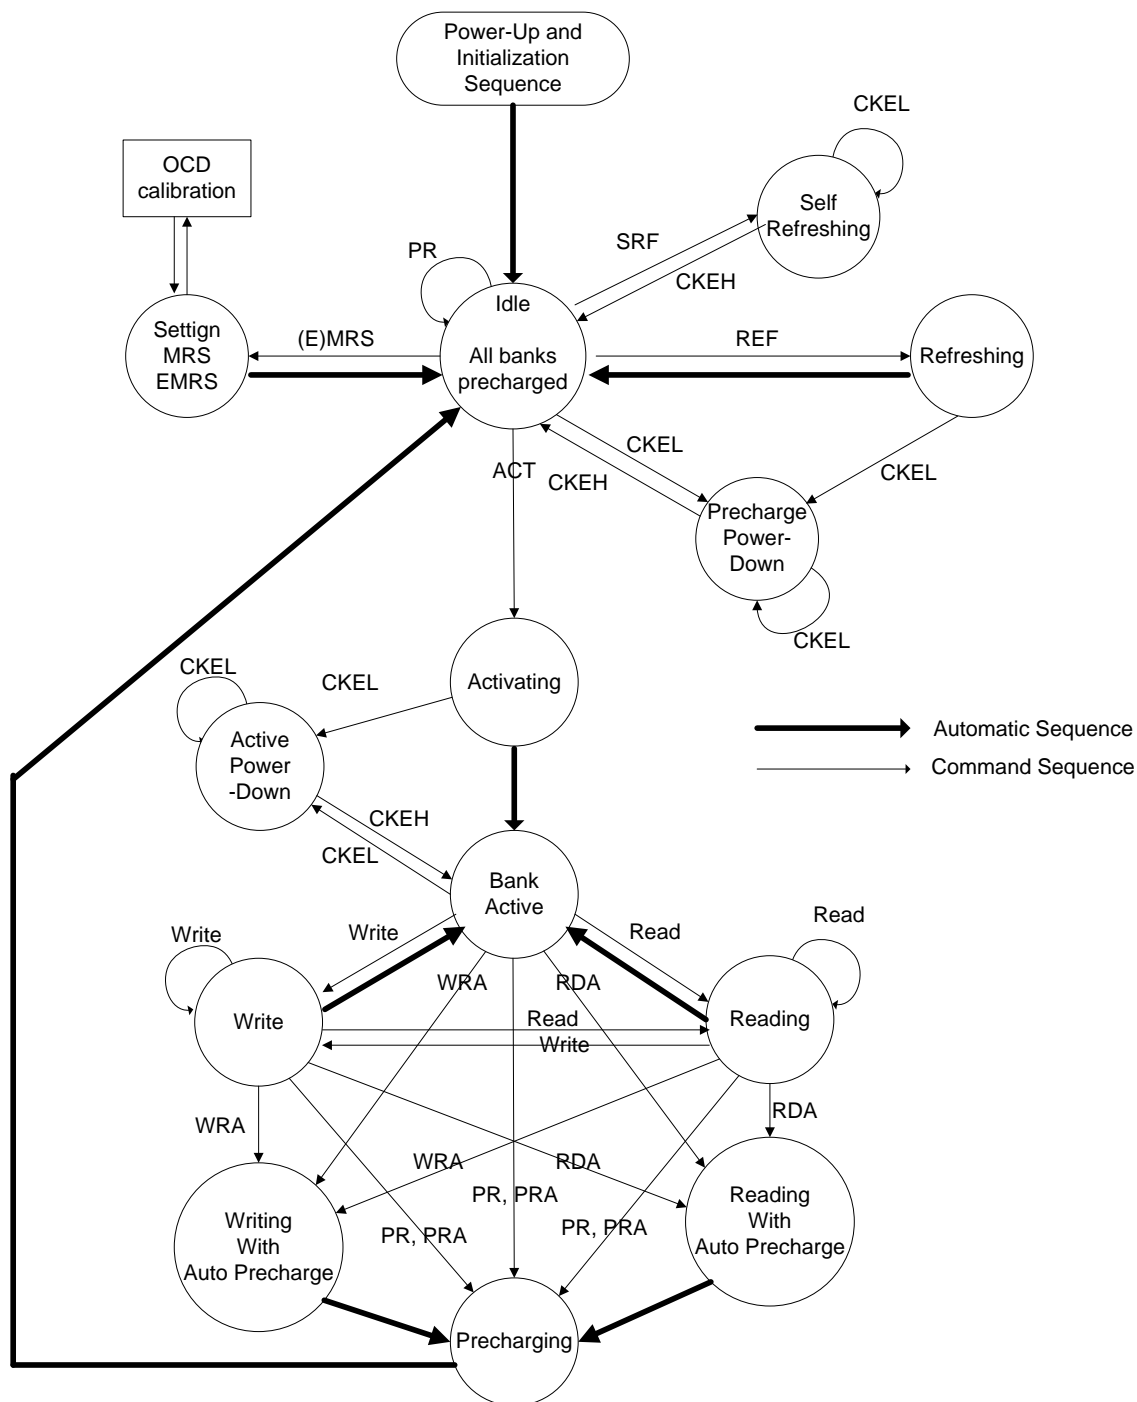 Power-Up and
Initialization
Sequence
CKEL
OCD
calibration
Self
Refreshing
SRF
PR
CKEH
Idle
Settign
MRS
EMRS
(E)MRS
All banks
precharged
REF
Refreshing
CKEL
ACT
CKEH
CKEL
Precharge
Power-
Down
CKEL
Activating
CKEL
CKEL
Active
Power
-Down
Automatic Sequence
Command Sequence
CKEH
CKEL
Bank
Active
Write
Write
Read
Read
WRA
RDA
Write
Read
Write
Reading
WRA
RDA
WRA
RDA
PR, PRA
PR, PRA
PR, PRA
Writing
With
Auto Precharge
Reading
With
Auto Precharge
Precharging